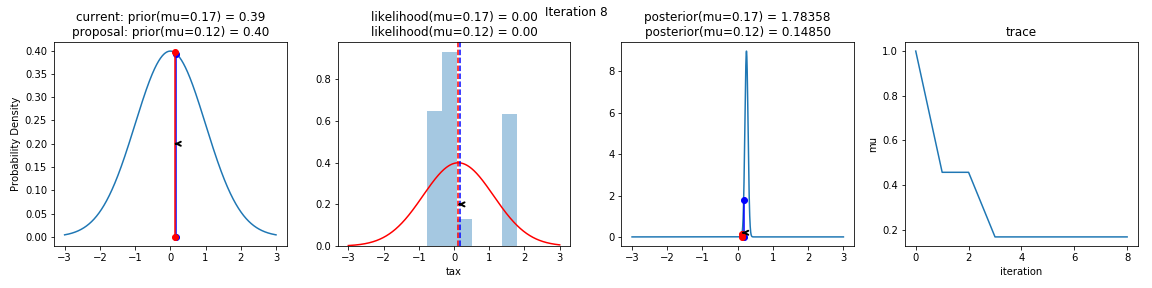 Iteration 8
current: prior(mu=0.17) = 0.39
proposal: prior(mu=0.12) = 0.40
Probability Density
0.40
0.35
0.30
0.25
0.20
0.15
0.10
0.05
0.00
−3 −2 −1 0 1 2 3
likelihood(mu=0.17) = 0.00
likelihood(mu=0.12) = 0.00
0.8
0.6
0.4
0.2
0.0
−3 −2 −1 0 1 2 3
tax
posterior(mu=0.17) = 1.78358
posterior(mu=0.12) = 0.14850
8
6
4
2
0
−3 −2 −1 0 1 2 3
trace
mu
1.0
0.8
0.6
0.4
0.2
0 2 4 6 8
iteration